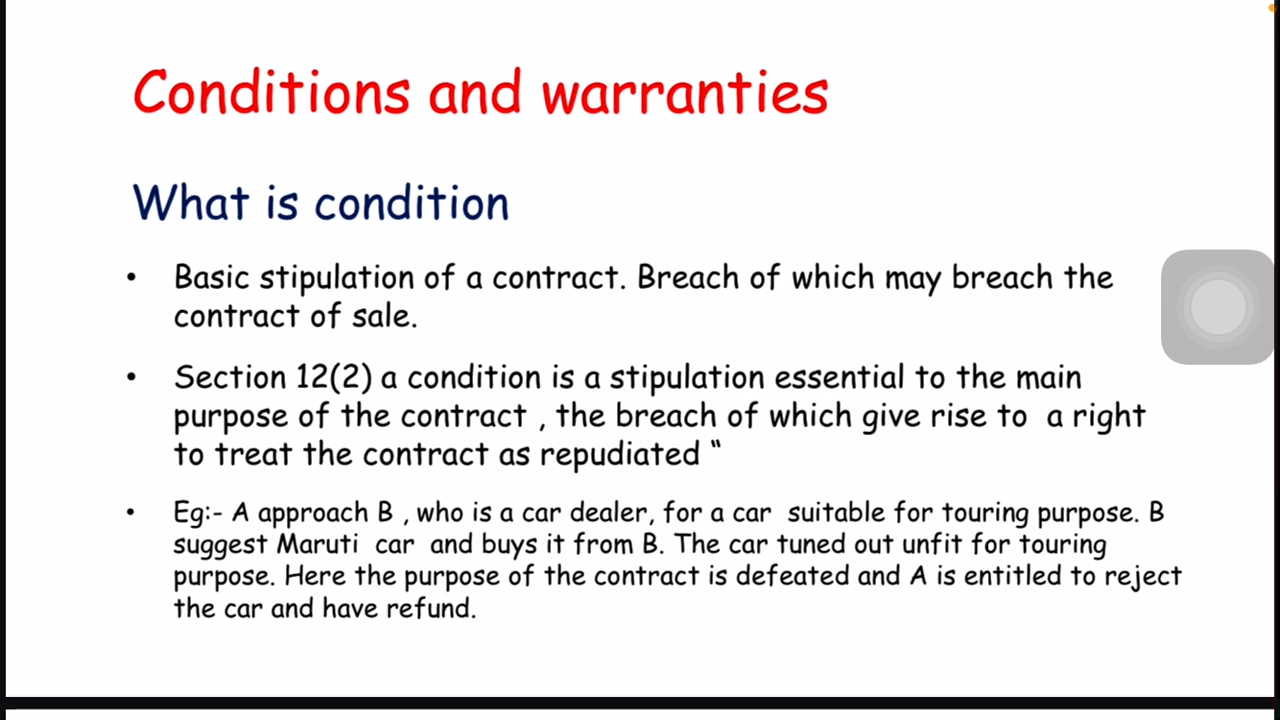 Conditions and warranties
What is condition
• Basic stipulation of a contract. Breach of which may breach the
contract of sale.
• Section 12(2) a condition is a stipulation essential to the main
purpose of the contract , the breach of which give rise to a right
to treat the contract as repudiated “
• Eg:- A approach B , who is a car dealer, for a car suitable for touring purpose. B
suggest Maruti car and buys it from B. The car tuned out unfit for touring
purpose. Here the purpose of the contract is defeated and A is entitled to reject
the car and have refund.